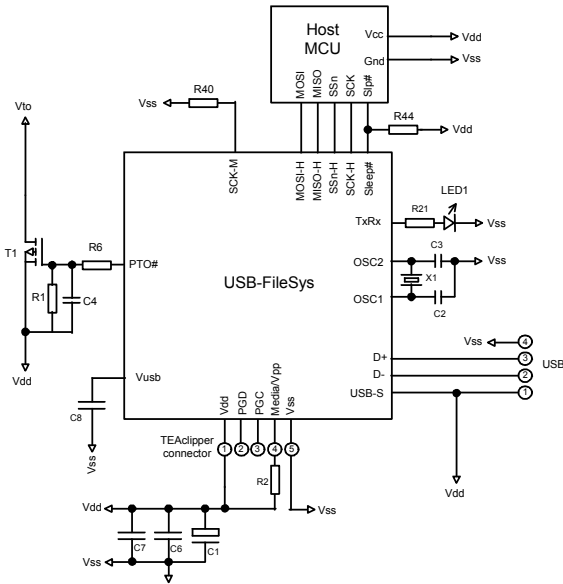 Host
MCU
Vcc
Vdd
Gnd
Vss
MOSI
MISO
SSn
SCK
Slp#
R40
Vss
R44
Vdd
Vto
SCK-M
MOSI-H
MISO-H
SSn-H
SCK-H
Sleep#
LED1
TxRx
R21
Vss
T1
R6
PTO#
USB-FileSys
OSC2
C3
Vss
X1
R1
C4
OSC1
C2
Vss
4
Vdd
D+
3
USB
Vusb
D-
2
USB-S
1
C8
Vss
Vdd
PGD
PGC
Media/Vpp
Vss
TEAclipper
connector
1
2
3
4
5
R2
Vdd
Vdd
Vss
C7
C6
C1
Vss